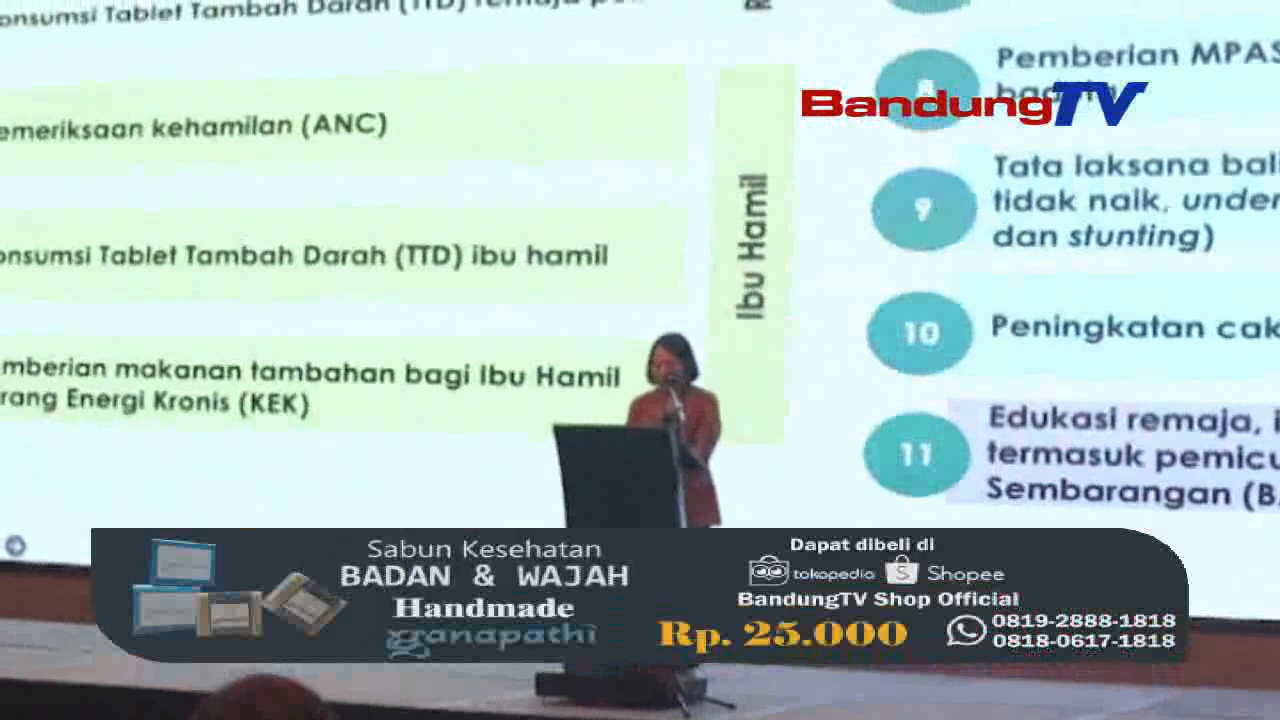 onsumsi Tablet Tambah Darah (TTD) remaja
emeriksaan kehamilan (ANC)
onsumsi Tablet Tambah Darah (TTD) ibu hamil
mberian makanan tambahan bagi Ibu Hamil
rang Energi Kronis (KEK)
Ibu Hamil
Pemberian MPAS
BandungTV
9
Tata laksana bali
tidak naik, under
dan stunting)
10
Peningkatan cak
11
Edukasi remaja, i
termasuk pemicu
Sembarangan (B
Sabun Kesehatan
BADAN & WAJAH
Handmade
ganapathi
Rp. 25.000
Dapat dibeli di
tokopedia Shopee
BandungTV Shop Official
0819-2888-1818
0818-0617-1818